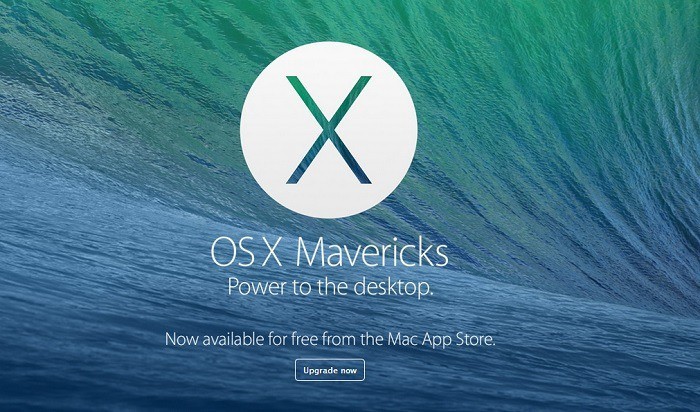 X
OS X Mavericks
Power to the desktop.
Now available for free from the Mac App Store.
Upgrade now